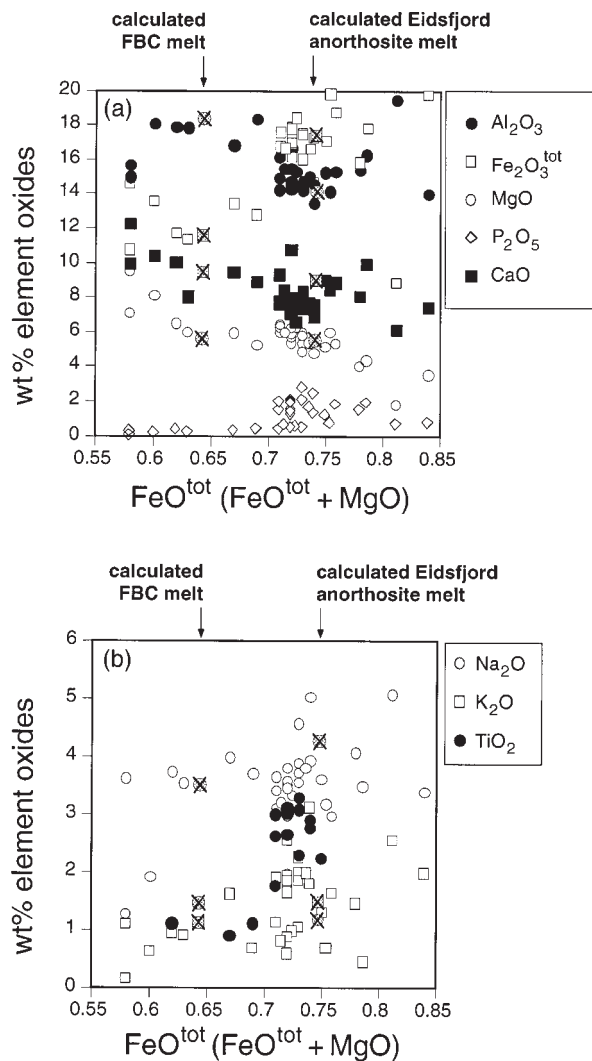 calculated FBC melt
calculated Eidsfjord anorthosite melt
(a)
20
18
16
14
12
10
8
6
4
2
0
wt% element oxides
0.55 0.6 0.65 0.7 0.75 0.8 0.85
FeO^tot (FeO^tot + MgO)
Al₂O₃
Fe₂O₃^tot
MgO
P₂O₅
CaO
calculated FBC melt
calculated Eidsfjord anorthosite melt
(b)
6
5
4
3
2
1
0
wt% element oxides
0.55 0.6 0.65 0.7 0.75 0.8 0.85
FeO^tot (FeO^tot + MgO)
Na₂O
K₂O
TiO₂